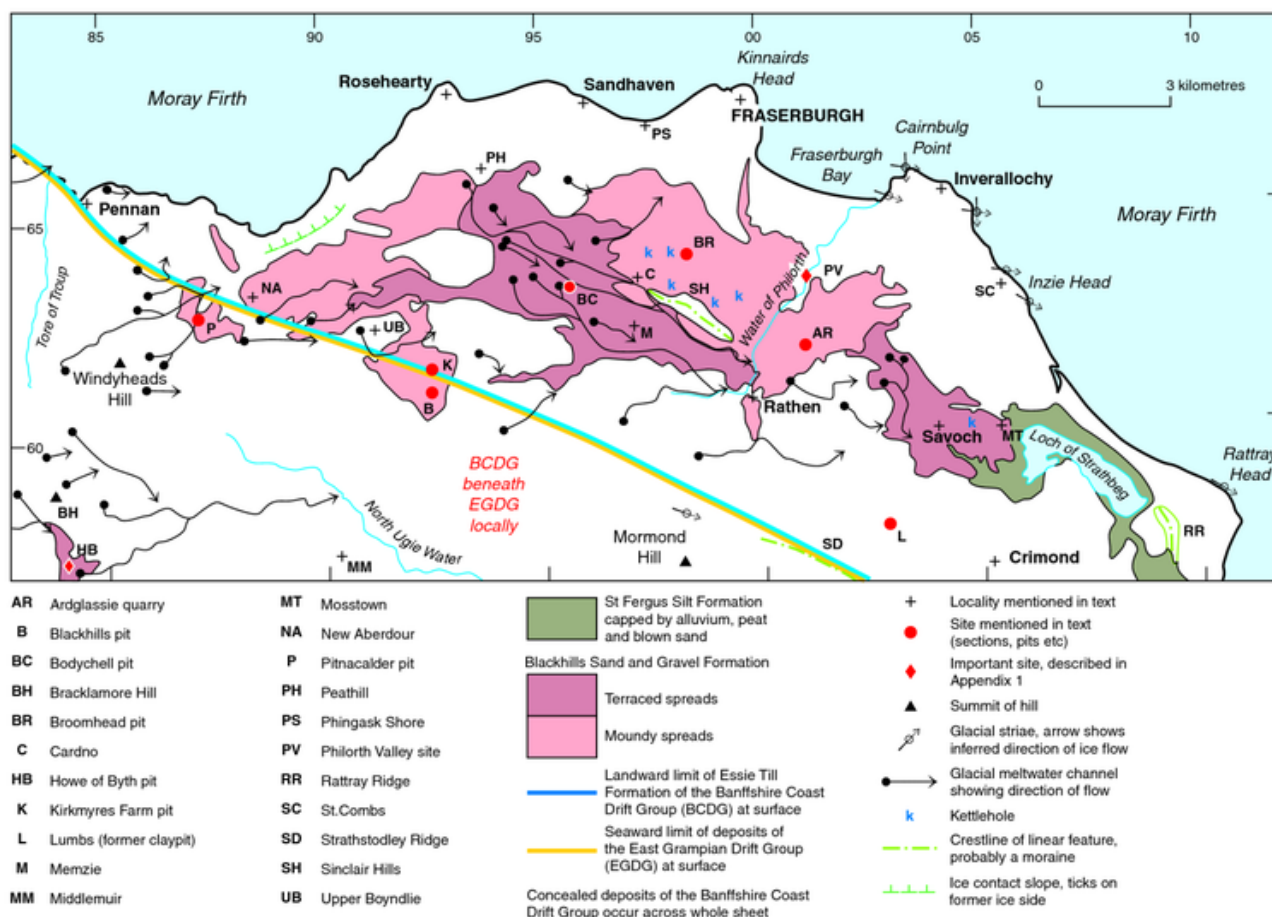 85 90 95 00 05 10
Kinnairds
Head
Rosehearty
Sandhaven
0 3 kilometres
Moray Firth
FRASERBURGH
PS
Cairnbulg
Point
Fraserburgh
Bay
PH
Inverallochy
Pennan
Moray Firth
65
BR
k k
NA
C
PV
Inzie Head
SC
k
SH
k
k
BC
Tore of Troup
P
UB
M
Water of Philorth
AR
Windyheads
Hill
K
B
Rathen
k
Savoch
MT
Loch of Strathbeg
60
BCDG
beneath
EGDG
locally
Rattray
Head
BH
North Ugie Water
L
HB
Mormond
Hill
SD
RR
MM
Crimond
AR Ardglassie quarry
B Blackhills pit
BC Bodychell pit
BH Bracklamore Hill
BR Broomhead pit
C Cardno
HB Howe of Byth pit
K Kirkmyres Farm pit
L Lumbs (former claypit)
M Memzie
MM Middlemuir
MT Mosstown
NA New Aberdour
P Pitnacalder pit
PH Peathill
PS Phingask Shore
PV Philorth Valley site
RR Rattray Ridge
SC St.Combs
SD Strathstodley Ridge
SH Sinclair Hills
UB Upper Boyndlie
St Fergus Silt Formation
capped by alluvium, peat
and blown sand
Blackhills Sand and Gravel Formation
Terraced spreads
Moundy spreads
Landward limit of Essie Till
Formation of the Banffshire Coast
Drift Group (BCDG) at surface
Seaward limit of deposits of
the East Grampian Drift Group
(EGDG) at surface
Concealed deposits of the Banffshire Coast
Drift Group occur across whole sheet
Locality mentioned in text
Site mentioned in text
(sections, pits etc)
Important site, described in
Appendix 1
Summit of hill
Glacial striae, arrow shows
inferred direction of ice flow
Glacial meltwater channel
showing direction of flow
k Kettlehole
Crestline of linear feature,
probably a moraine
Ice contact slope, ticks on
former ice side